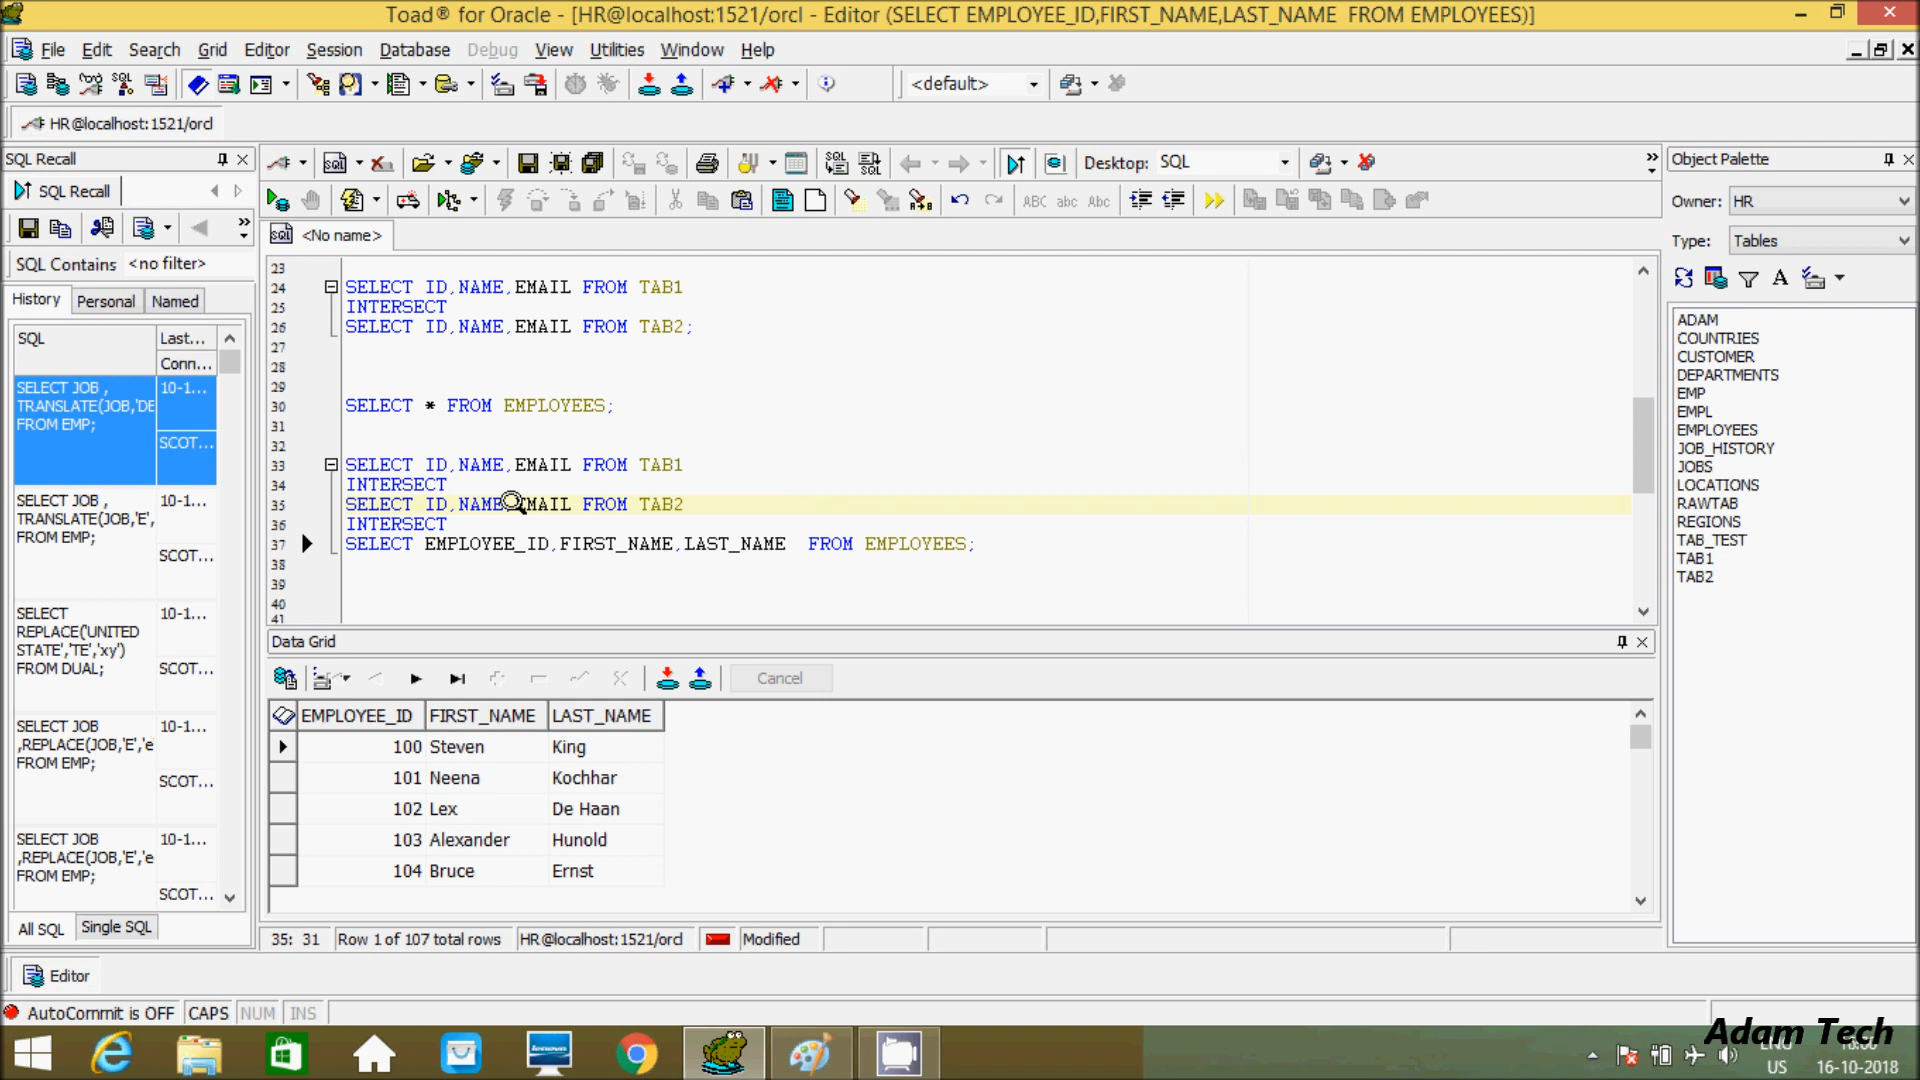 Toad® for Oracle - [HR@localhost:1521/orcl - Editor (SELECT EMPLOYEE_ID,FIRST_NAME,LAST_NAME  FROM EMPLOYEES)]
File Edit Search Grid Editor Session Database Debug View Utilities Window Help
<default>
HR@localhost:1521/orcl
SQL Recall
SQL Recall
SQL Contains <no filter>
History Personal Named
SQL Last...
Conn...
SELECT JOB , 10-1...
TRANSLATE(JOB,'DE
FROM EMP;
SCOT...
SELECT JOB , 10-1...
TRANSLATE(JOB,'E',
FROM EMP;
SCOT...
SELECT 10-1...
REPLACE('UNITED
STATE','TE','xy')
FROM DUAL;
SCOT...
SELECT JOB 10-1...
,REPLACE(JOB,'E','e
FROM EMP;
SCOT...
SELECT JOB 10-1...
,REPLACE(JOB,'E','e
FROM EMP;
SCOT...
All SQL Single SQL
Desktop: SQL
ABC abc Abc
<No name>
23
24 SELECT ID,NAME,EMAIL FROM TAB1
25 INTERSECT
26 SELECT ID,NAME,EMAIL FROM TAB2;
27
28
29
30 SELECT * FROM EMPLOYEES;
31
32
33 SELECT ID,NAME,EMAIL FROM TAB1
34 INTERSECT
35 SELECT ID,NAME,EMAIL FROM TAB2
36 INTERSECT
37 SELECT EMPLOYEE_ID,FIRST_NAME,LAST_NAME  FROM EMPLOYEES;
38
39
40
41
Data Grid
Cancel
EMPLOYEE_ID FIRST_NAME LAST_NAME
100 Steven King
101 Neena Kochhar
102 Lex De Haan
103 Alexander Hunold
104 Bruce Ernst
35: 31 Row 1 of 107 total rows HR@localhost:1521/orcl Modified
Object Palette
Owner: HR
Type: Tables
ADAM
COUNTRIES
CUSTOMER
DEPARTMENTS
EMP
EMPL
EMPLOYEES
JOB_HISTORY
JOBS
LOCATIONS
RAWTAB
REGIONS
TAB_TEST
TAB1
TAB2
Editor
AutoCommit is OFF CAPS NUM INS
Adam Tech
US 16-10-2018